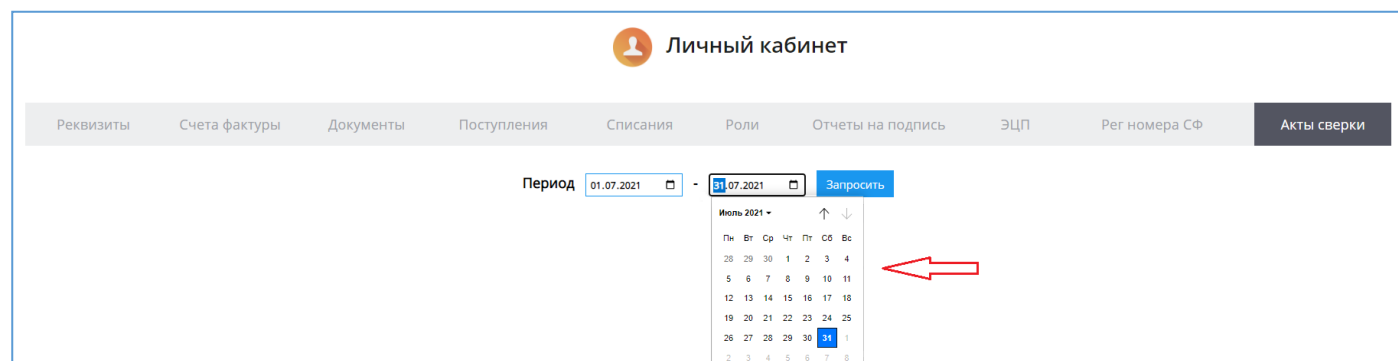 Личный кабинет
Реквизиты Счета фактуры Документы Поступления Списания Роли Отчеты на подпись ЭЦП Рег номера СФ Акты сверки
Период 01.07.2021 - 31.07.2021 Запросить
Июль 2021
Пн Вт Ср Чт Пт Сб Вс
28 29 30 1 2 3 4
5 6 7 8 9 10 11
12 13 14 15 16 17 18
19 20 21 22 23 24 25
26 27 28 29 30 31 1
2 3 4 5 6 7 8